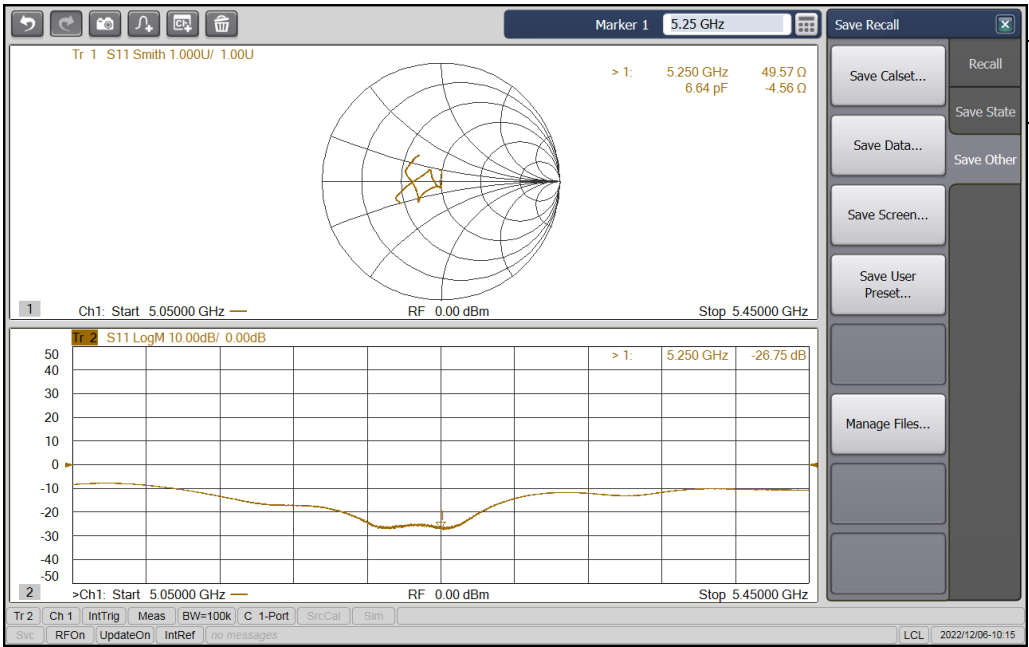 Marker 1 5.25 GHz
Save Recall
Tr 1 S11 Smith 1.000U/ 1.00U
> 1: 5.250 GHz 49.57 Ω
6.64 pF -4.56 Ω
1
Ch1: Start 5.05000 GHz RF 0.00 dBm Stop 5.45000 GHz
Tr 2 S11 LogM 10.00dB/ 0.00dB
> 1: 5.250 GHz -26.75 dB
50
40
30
20
10
0
-10
-20
-30
-40
-50
2
>Ch1: Start 5.05000 GHz RF 0.00 dBm Stop 5.45000 GHz
Save Calset...
Save Data...
Save Screen...
Save User
Preset...
Manage Files...
Recall
Save State
Save Other
Tr 2 Ch 1 IntTrig Meas BW=100k C 1-Port SrcCal Sim
Svc RFOn UpdateOn IntRef no messages LCL 2022/12/06-10:15